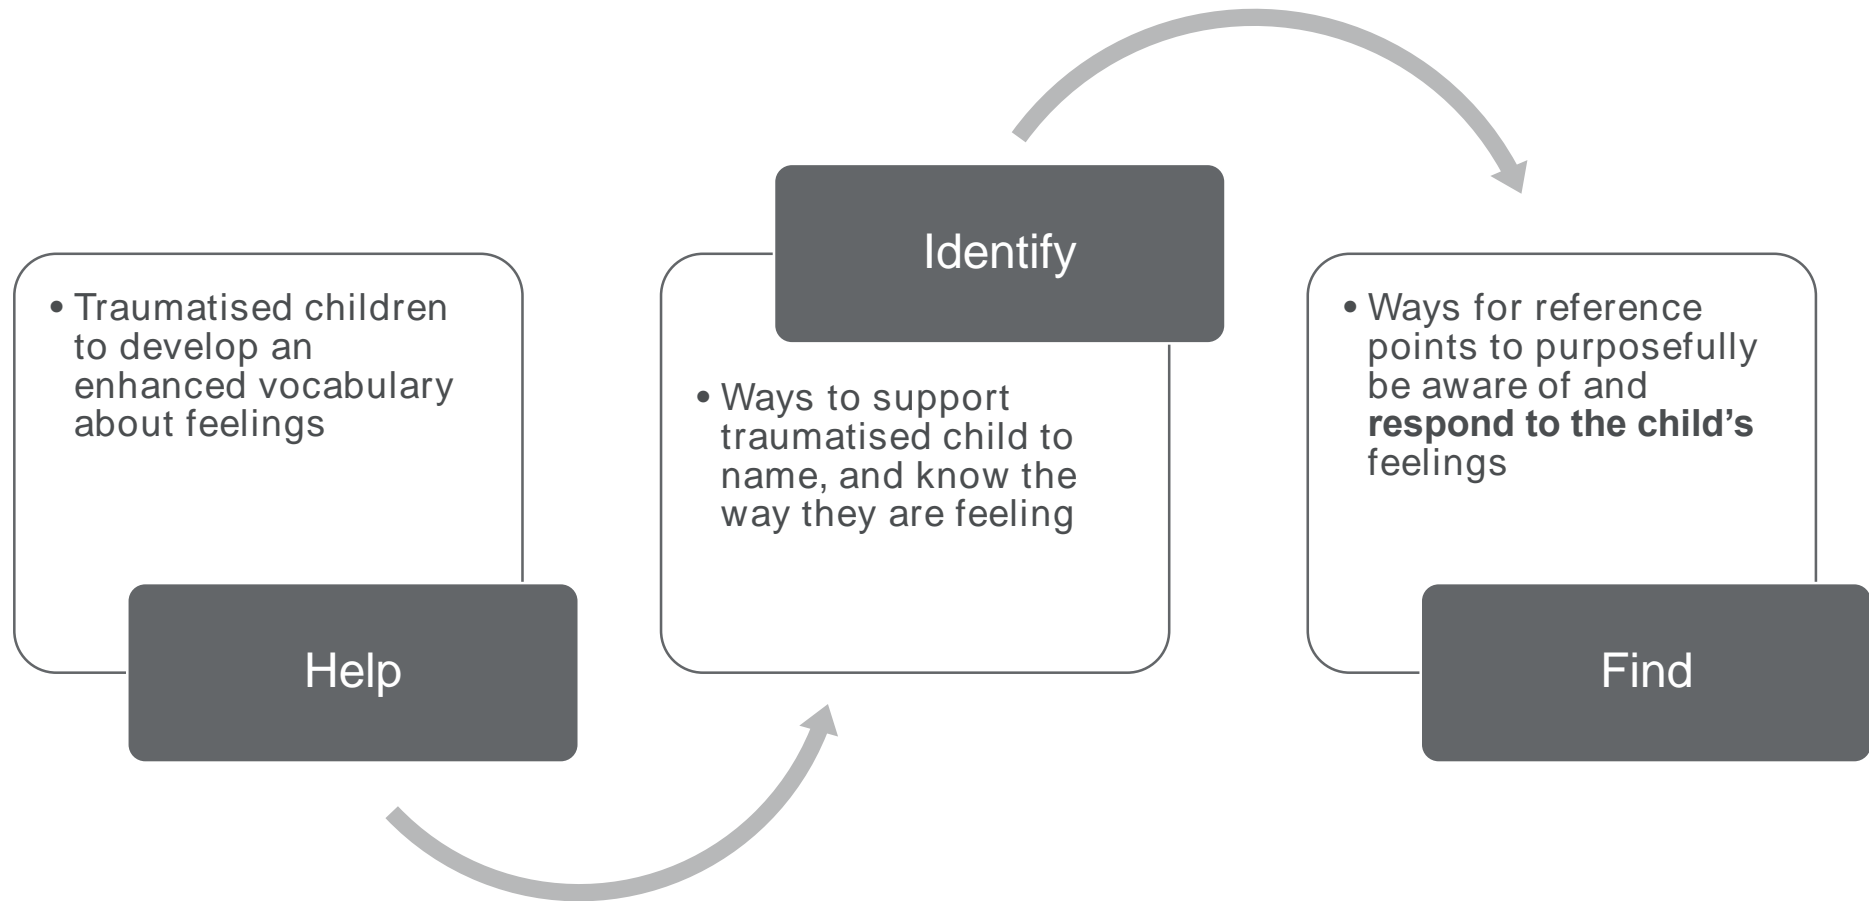 • Traumatised children
to develop an
enhanced vocabulary
about feelings
Help
Identify
• Ways to support
traumatised child to
name, and know the
way they are feeling
• Ways for reference
points to purposefully
be aware of and
respond to the child’s
feelings
Find